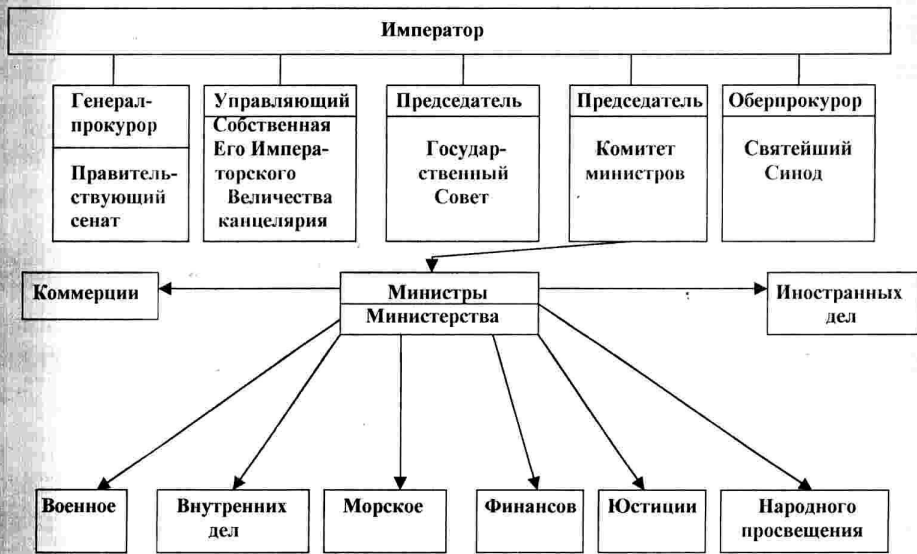 Император
Генерал-
прокурор
Правитель-
ствующий
сенат
Управляющий
Собственная
Его Импера-
торского
Величества
канцелярия
Председатель
Государ-
ственный
Совет
Председатель
Комитет
министров
Оберпрокурор
Святейший
Синод
Коммерции
Министры
Министерства
Иностранных
дел
Военное
Внутренних
дел
Морское
Финансов
Юстиции
Народного
просвещения